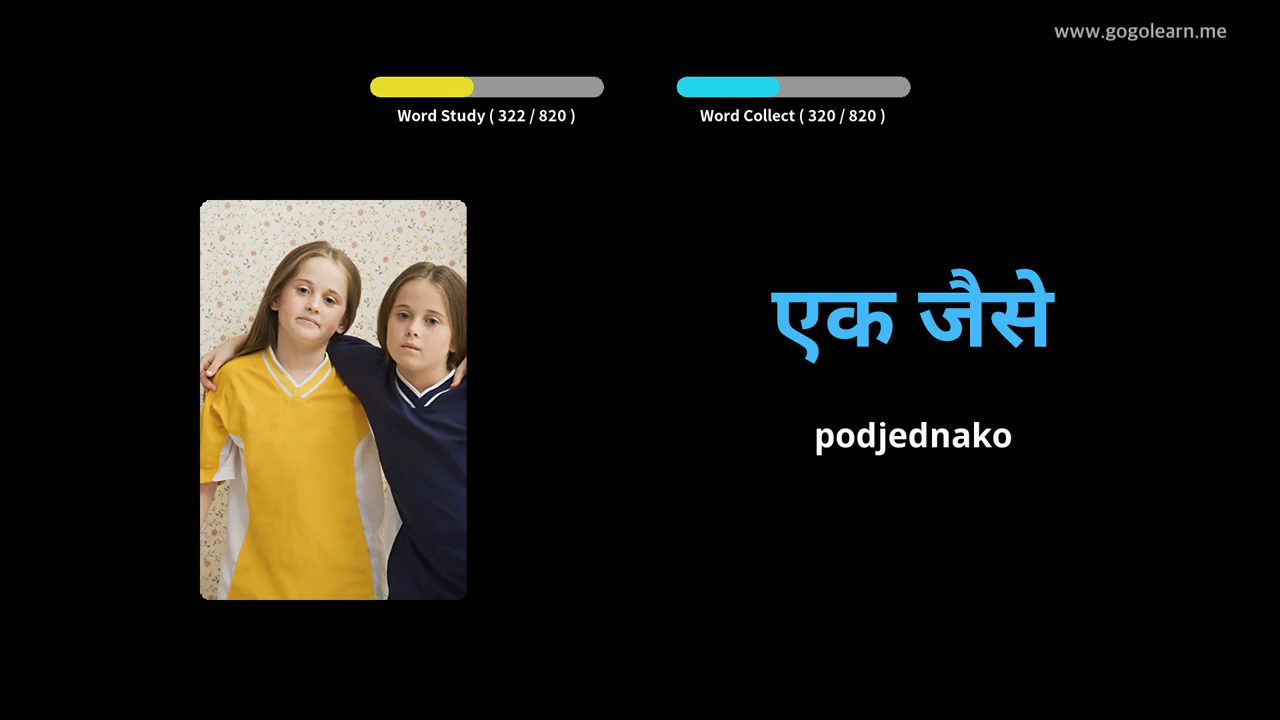 www.gogolearn.me
Word Study ( 322 / 820 )
Word Collect ( 320 / 820 )
एक जैसे
podjednako